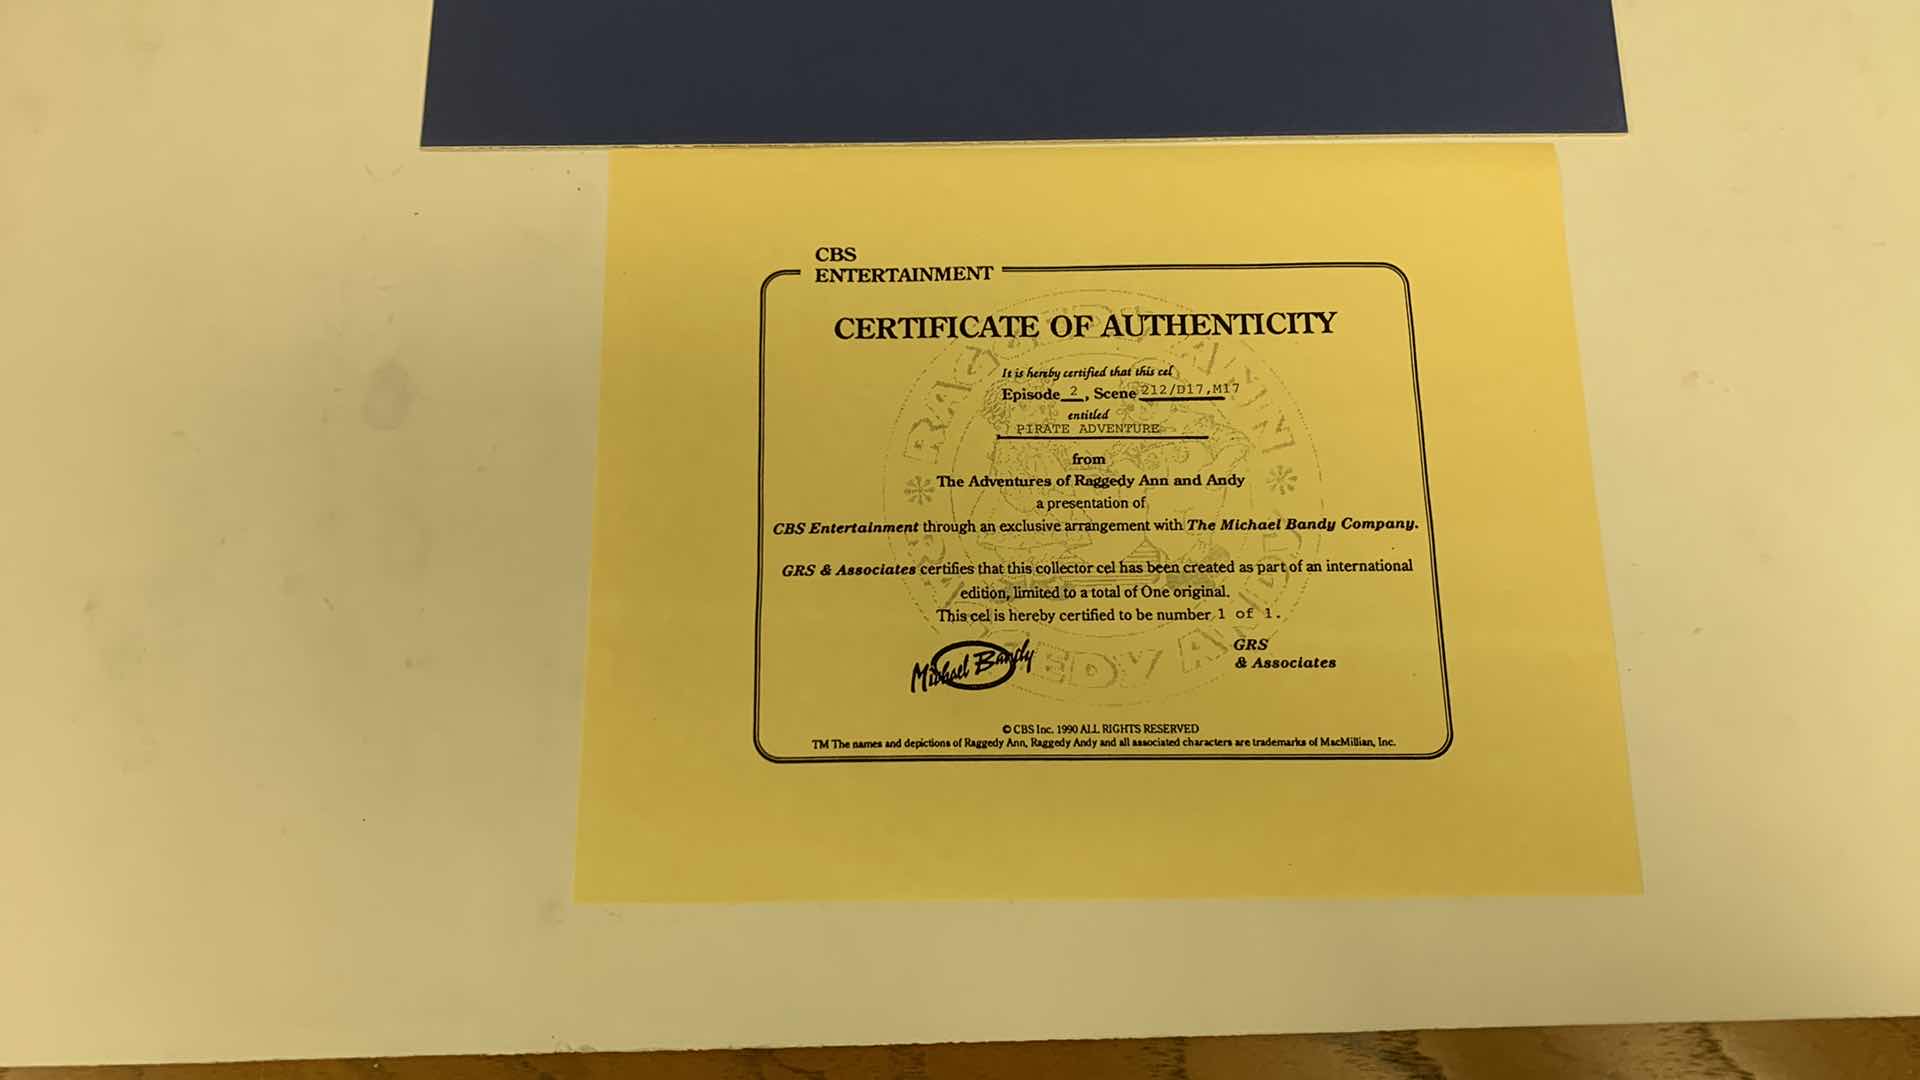 CBS
ENTERTAINMENT
CERTIFICATE OF AUTHENTICITY
It is hereby certified that this cel
Episode 2, Scene 212/D17,M17
entitled
PIRATE ADVENTURE
from
The Adventures of Raggedy Ann and Andy
a presentation of
CBS Entertainment through an exclusive arrangement with The Michael Bandy Company.
GRS & Associates certifies that this collector cel has been created as part of an international
edition, limited to a total of One original.
This cel is hereby certified to be number 1 of 1.
Michael Bandy
GRS
& Associates
© CBS Inc. 1990 ALL RIGHTS RESERVED
TM The names and depictions of Raggedy Ann, Raggedy Andy and all associated characters are trademarks of MacMillian, Inc.
RAGGEDY ANN
RAGGEDY ANDY